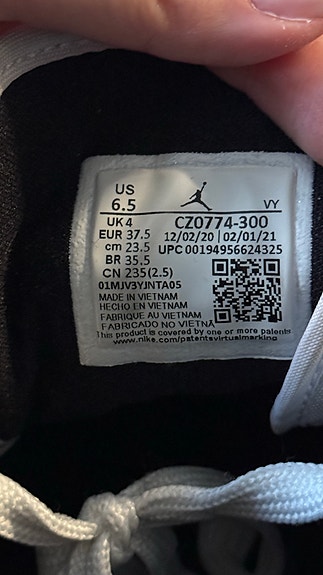 US
6.5 VY
UK 4 CZ0774-300
EUR 37.5 12/02/20 | 02/01/21
cm 23.5 UPC 00194956624325
BR 35.5
CN 235(2.5)
01MJV3YJNTA05
MADE IN VIETNAM
HECHO EN VIETNAM
FABRIQUE AU VIETNAM
FABRICADO NO VIETNÃ
This product is covered by one or more patents
www.nike.com/patentsvirtualmarking